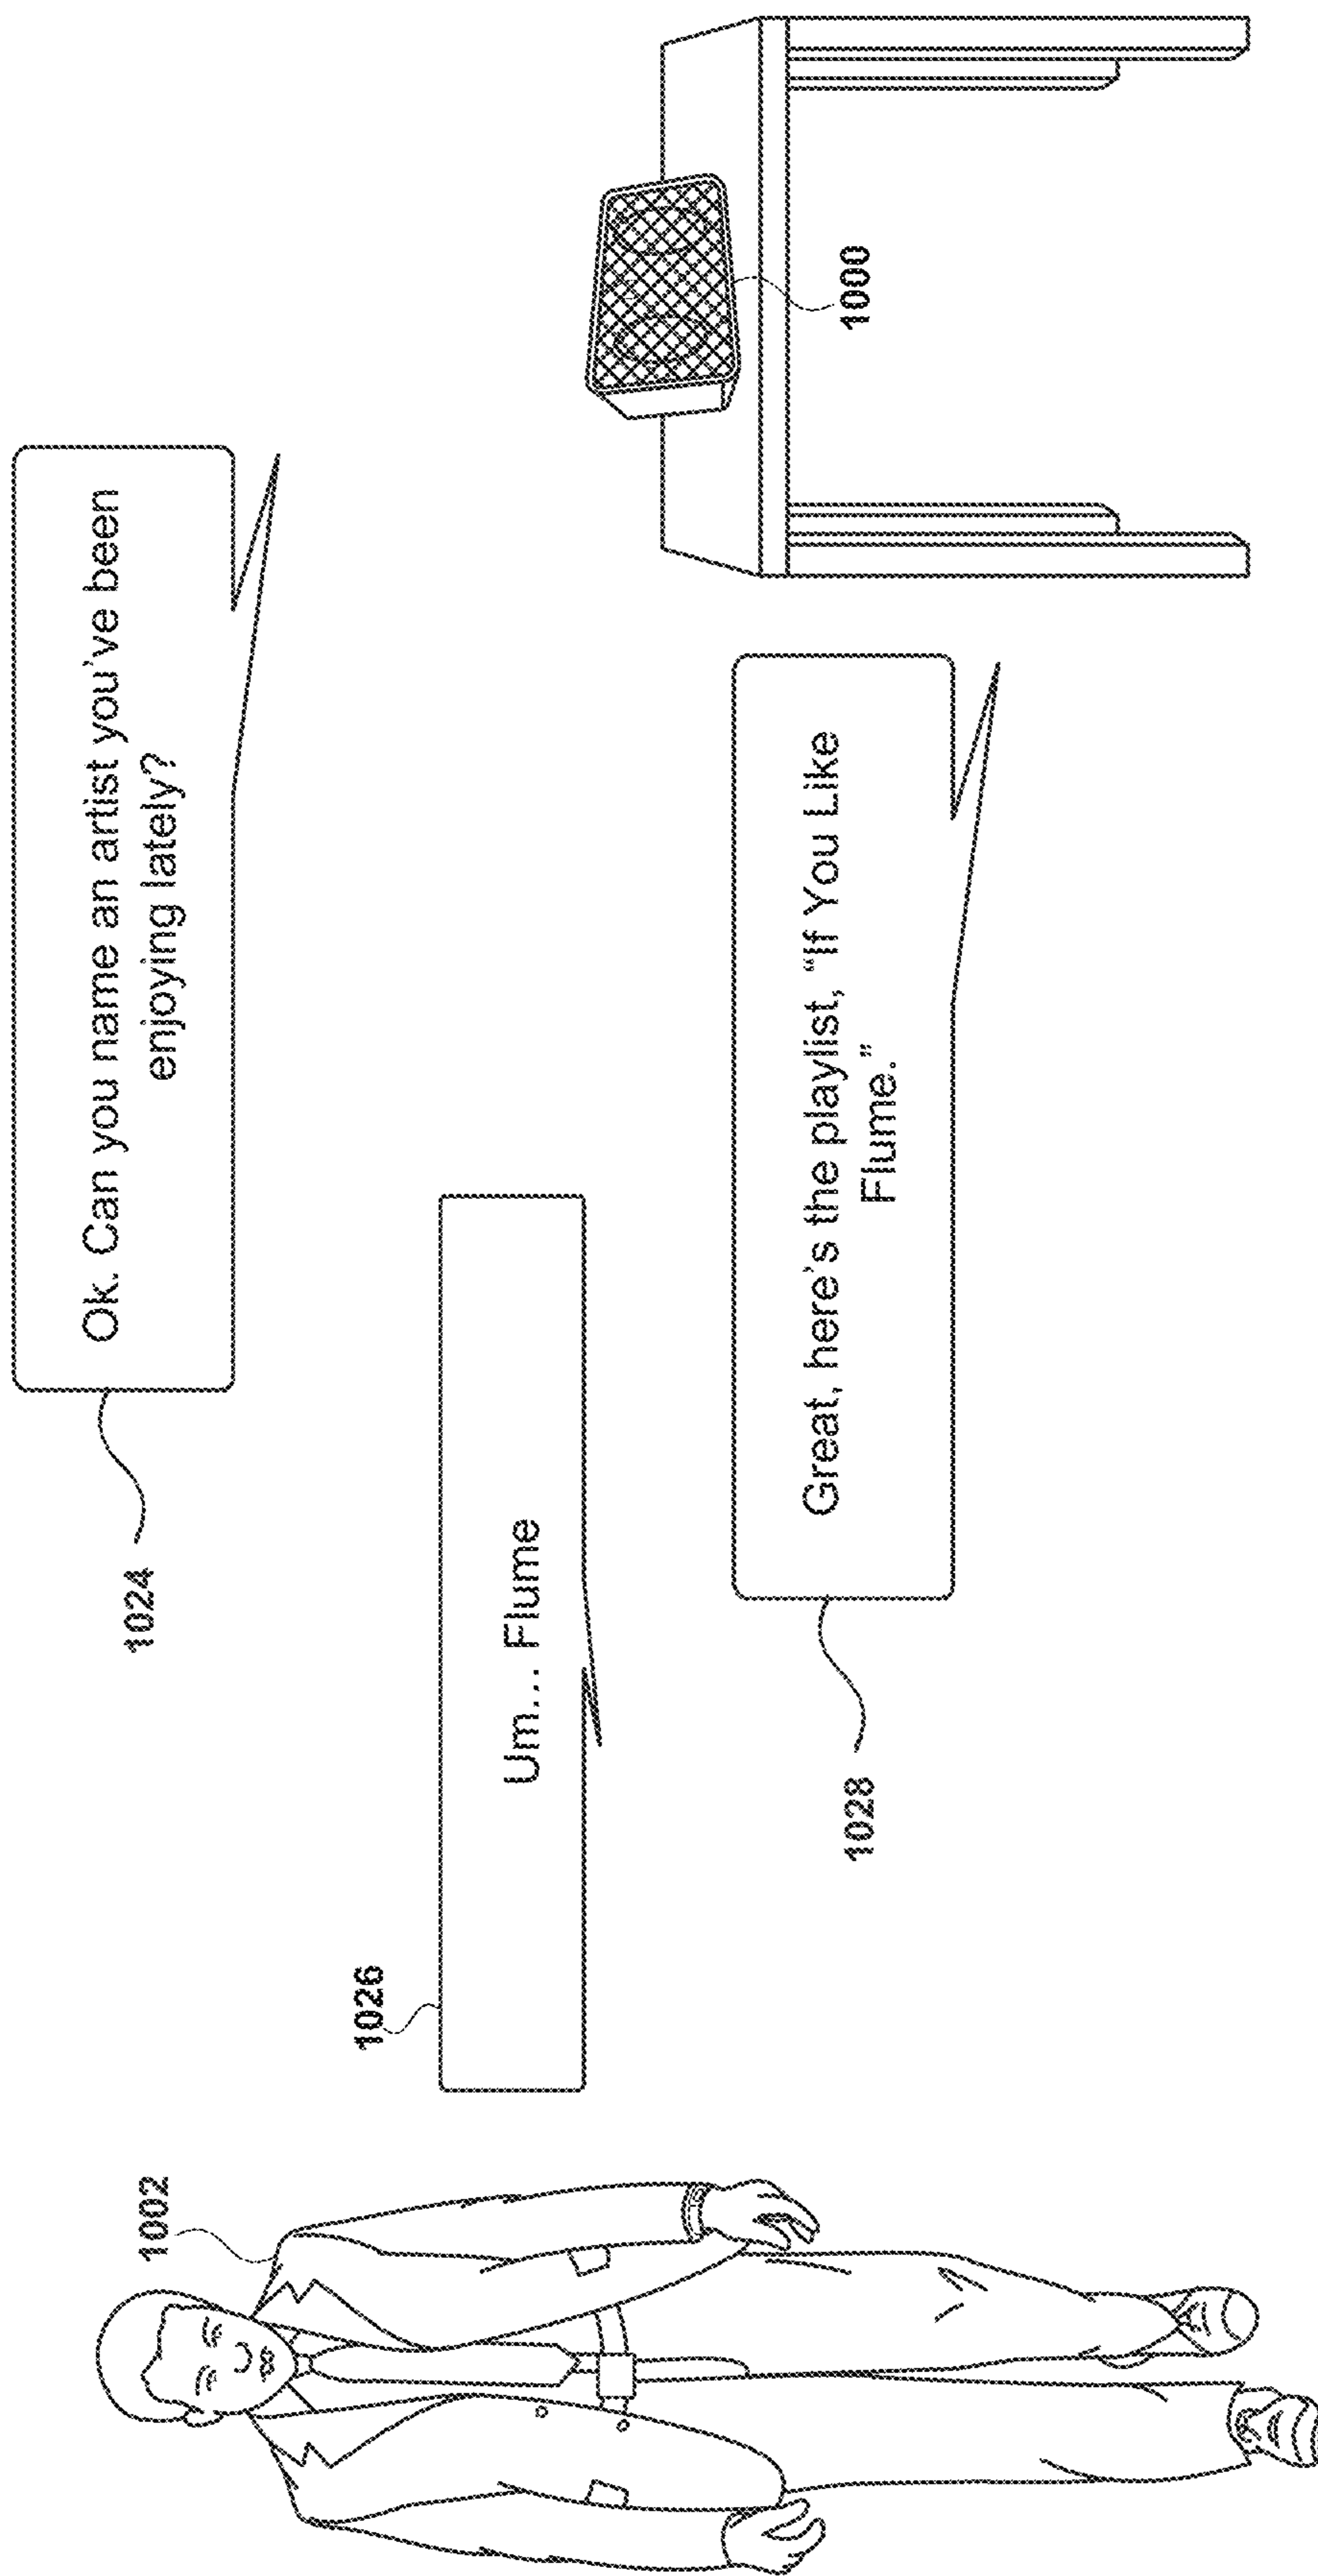 1024
Ok. Can you name an artist you've been
enjoying lately?
1002
1026
Um... Flume
1028
Great, here's the playlist, "If You Like
Flume."
1000